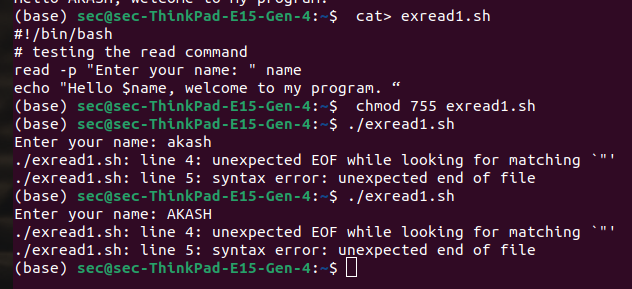 Hello AKASH, welcome to my program.
(base) sec@sec-ThinkPad-E15-Gen-4:~$  cat> exread1.sh
#!/bin/bash
# testing the read command
read -p "Enter your name: " name
echo "Hello $name, welcome to my program. “
(base) sec@sec-ThinkPad-E15-Gen-4:~$  chmod 755 exread1.sh
(base) sec@sec-ThinkPad-E15-Gen-4:~$ ./exread1.sh
Enter your name: akash
./exread1.sh: line 4: unexpected EOF while looking for matching `"'
./exread1.sh: line 5: syntax error: unexpected end of file
(base) sec@sec-ThinkPad-E15-Gen-4:~$ ./exread1.sh
Enter your name: AKASH
./exread1.sh: line 4: unexpected EOF while looking for matching `"'
./exread1.sh: line 5: syntax error: unexpected end of file
(base) sec@sec-ThinkPad-E15-Gen-4:~$